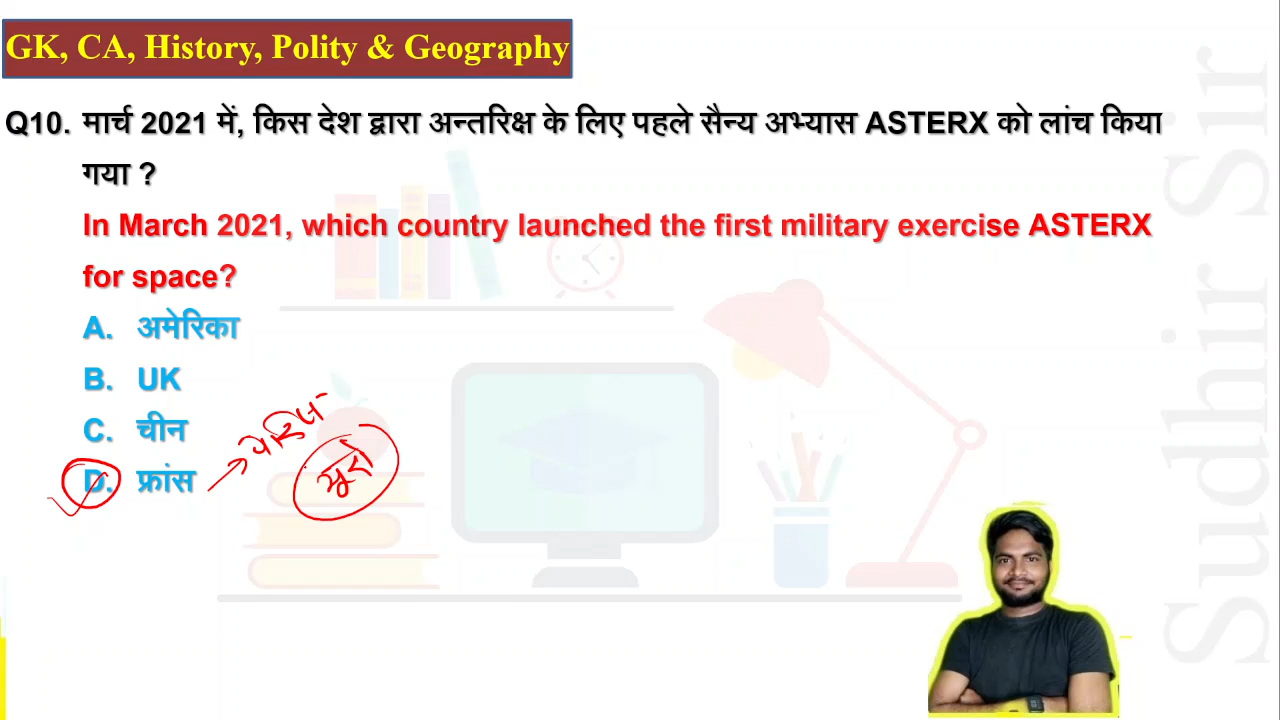 GK, CA, History, Polity & Geography
Q10. मार्च 2021 में, किस देश द्वारा अन्तरिक्ष के लिए पहले सैन्य अभ्यास ASTERX को लांच किया
गया ?
In March 2021, which country launched the first military exercise ASTERX
for space?
A. अमेरिका
B. UK
C. चीन
D. फ्रांस
पेरिस
यूरो
Sudhir Sir